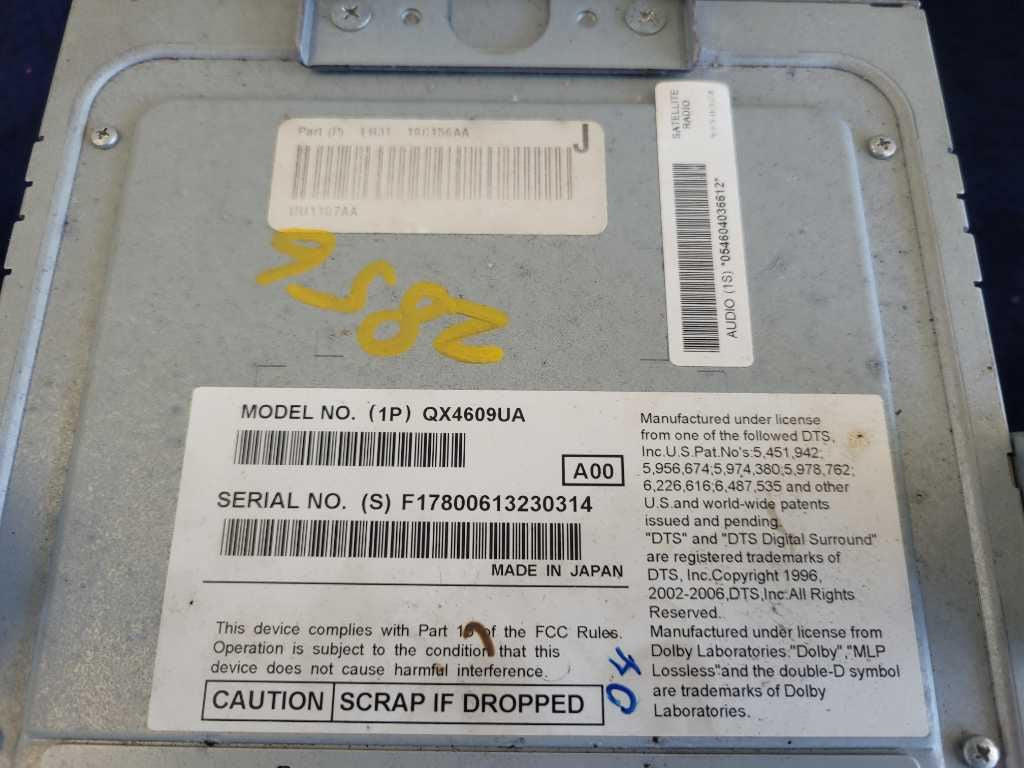 Part (P)
J
SATELLITE
RADIO
AUDIO (1S) *054604036612*
2856
MODEL NO. (1P) QX4609UA
A00
SERIAL NO. (S) F17800613230314
MADE IN JAPAN
This device complies with Part of the FCC Rules.
Operation is subject to the condition that this
device does not cause harmful interference.
CAUTION SCRAP IF DROPPED
Manufactured under license
from one of the followed DTS,
Inc.U.S.Pat.No's:5,451,942;
5,956,674;5,974,380;5,978,762;
6,226,616;6,487,535 and other
U.S.and world-wide patents
issued and pending.
"DTS" and "DTS Digital Surround"
are registered trademarks of
DTS, Inc.Copyright 1996,
2002-2006,DTS,Inc.All Rights
Reserved.
Manufactured under license from
Dolby Laboratories."Dolby","MLP
Lossless"and the double-D symbol
are trademarks of Dolby
Laboratories.